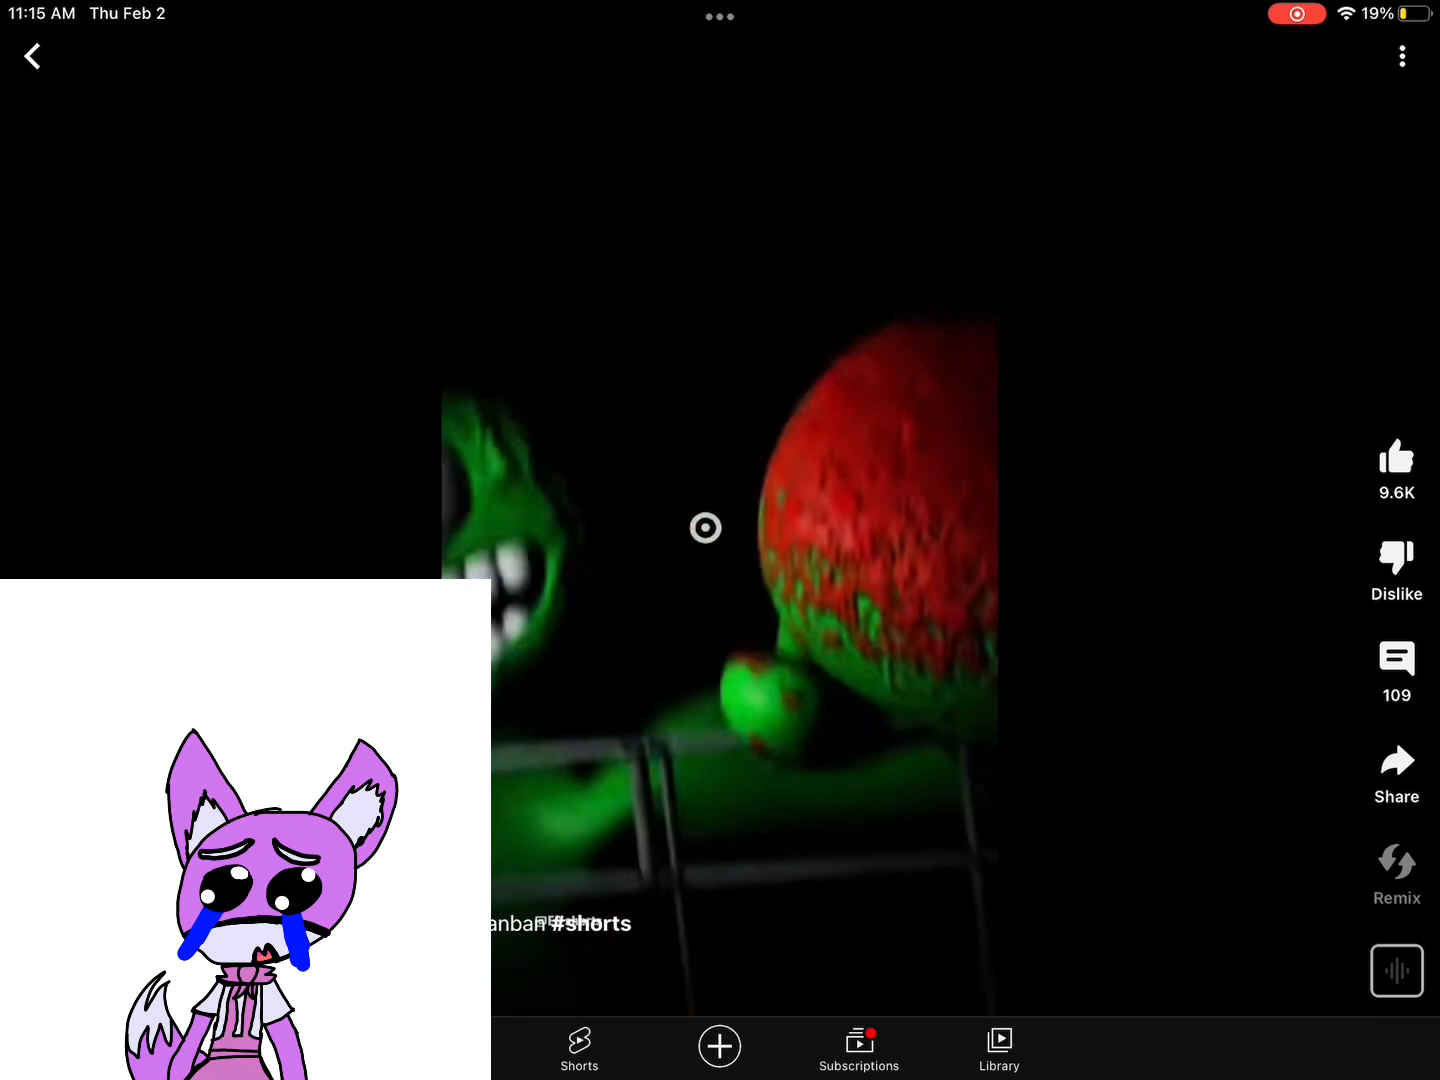 11:15 AM Thu Feb 2
19%
9.6K
Dislike
109
Share
Remix
anban #shorts
Shorts
Subscriptions
Library